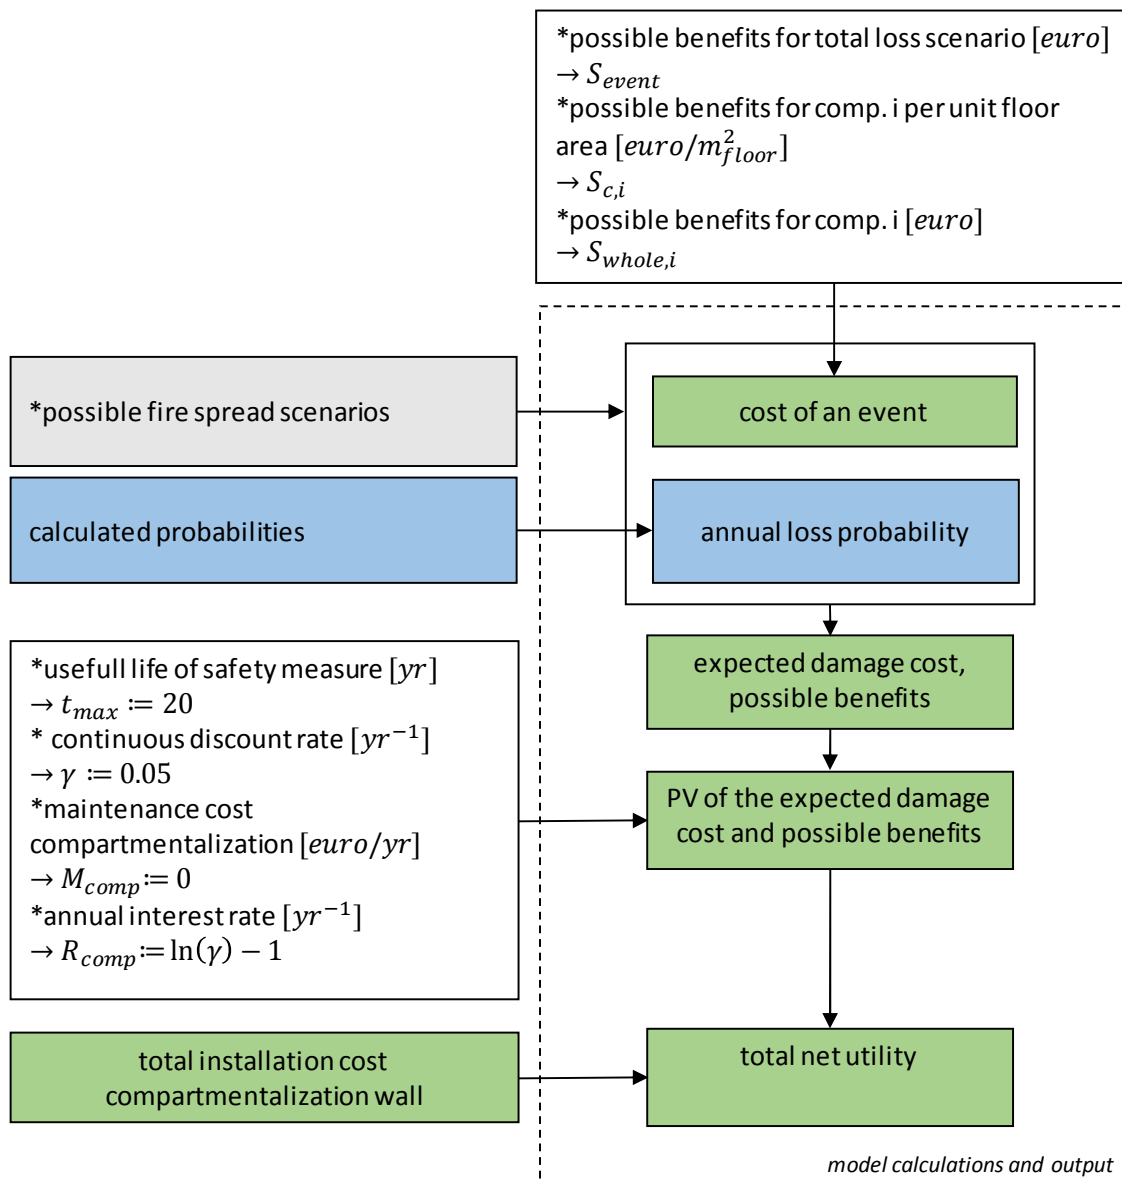 *possible benefits for total loss scenario [euro]
→ S_event
*possible benefits for comp. i per unit floor
area [euro/m²_floor]
→ S_c,i
*possible benefits for comp. i [euro]
→ S_whole,i
*possible fire spread scenarios
cost of an event
calculated probabilities
annual loss probability
*usefull life of safety measure [yr]
→ t_max := 20
* continuous discount rate [yr⁻¹]
→ γ := 0.05
*maintenance cost
compartmentalization [euro/yr]
→ M_comp := 0
*annual interest rate [yr⁻¹]
→ R_comp := ln(γ) − 1
expected damage cost,
possible benefits
PV of the expected damage
cost and possible benefits
total installation cost
compartmentalization wall
total net utility
model calculations and output